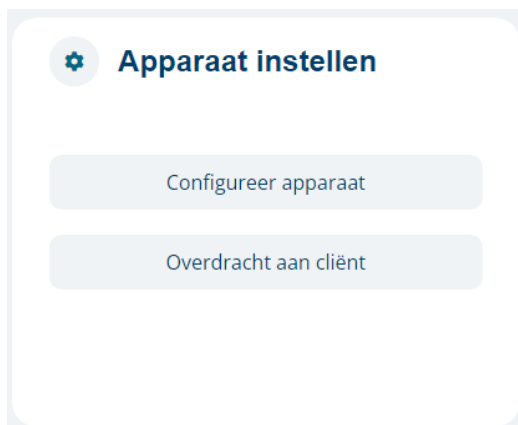 Apparaat instellen
Configureer apparaat
Overdracht aan cliënt